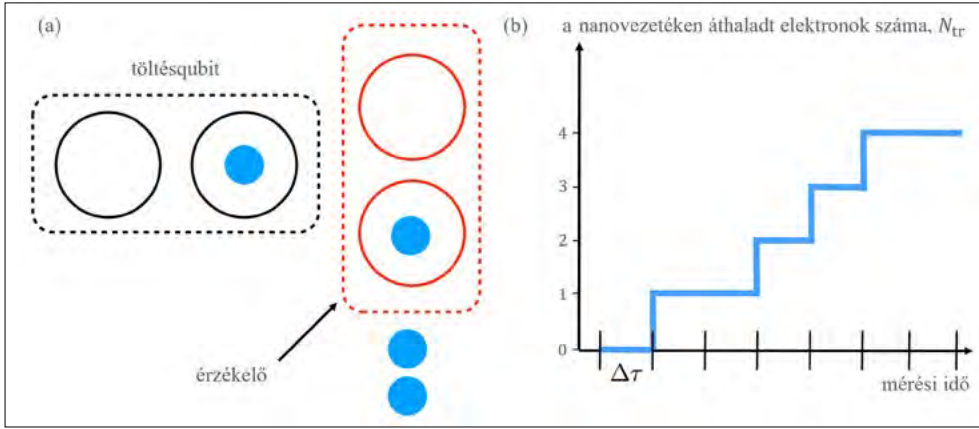 (a)
töltésqubit
érzékelő
(b)
a nanovezetéken áthaladt elektronok száma, N_tr
4
3
2
1
0
Δτ
mérési idő